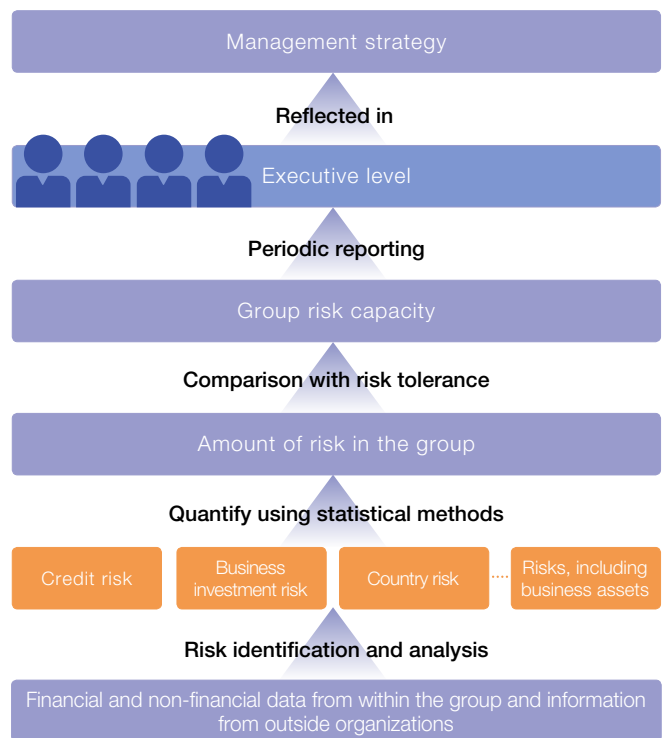 Management strategy
Reflected in
Executive level
Periodic reporting
Group risk capacity
Comparison with risk tolerance
Amount of risk in the group
Quantify using statistical methods
Credit risk
Business
investment risk
Country risk
Risks, including
business assets
Risk identification and analysis
Financial and non-financial data from within the group and information
from outside organizations